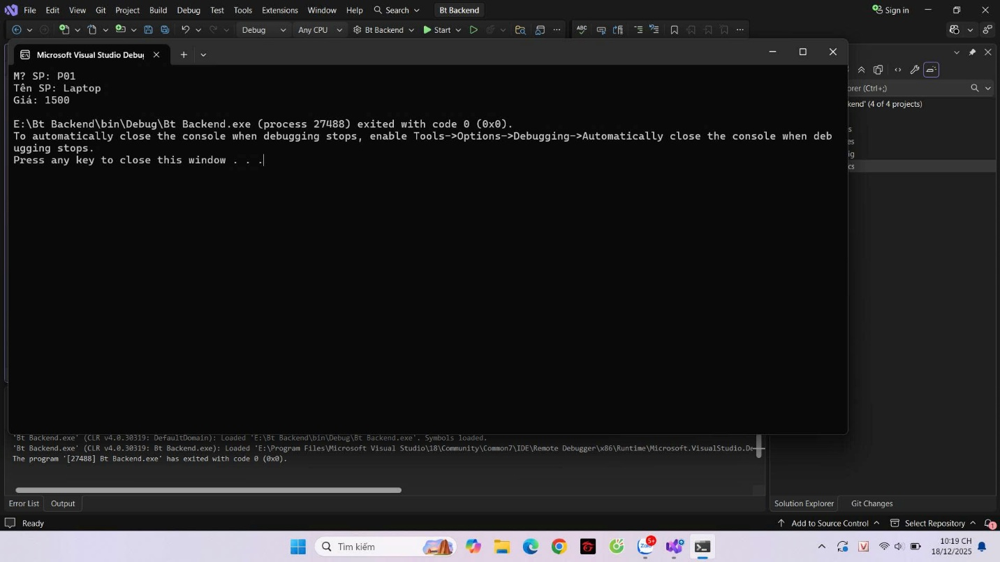 File Edit View Git Project Build Debug Test Tools Extensions Window Help Search Bt Backend Sign in
Debug Any CPU Bt Backend Start
Microsoft Visual Studio Debug
M? SP: P01
Tên SP: Laptop
Giá: 1500
E:\Bt Backend\bin\Debug\Bt Backend.exe (process 27488) exited with code 0 (0x0).
To automatically close the console when debugging stops, enable Tools->Options->Debugging->Automatically close the console when deb
ugging stops.
Press any key to close this window . . .
orer (Ctrl+;)
kend' (4 of 4 projects)
s
es
ig
cs
'Bt Backend.exe' (CLR v4.0.30319: DefaultDomain): Loaded 'E:\Bt Backend\bin\Debug\Bt Backend.exe'. Symbols loaded.
'Bt Backend.exe' (CLR v4.0.30319: Bt Backend.exe): Loaded 'E:\Program Files\Microsoft Visual Studio\18\Community\Common7\IDE\Remote Debugger\x86\Runtime\Microsoft.VisualStudio.De
The program '[27488] Bt Backend.exe' has exited with code 0 (0x0).
Error List Output
Solution Explorer Git Changes
Ready
Add to Source Control Select Repository 1
Tìm kiếm
Zalo 5+
V
10:19 CH
18/12/2025